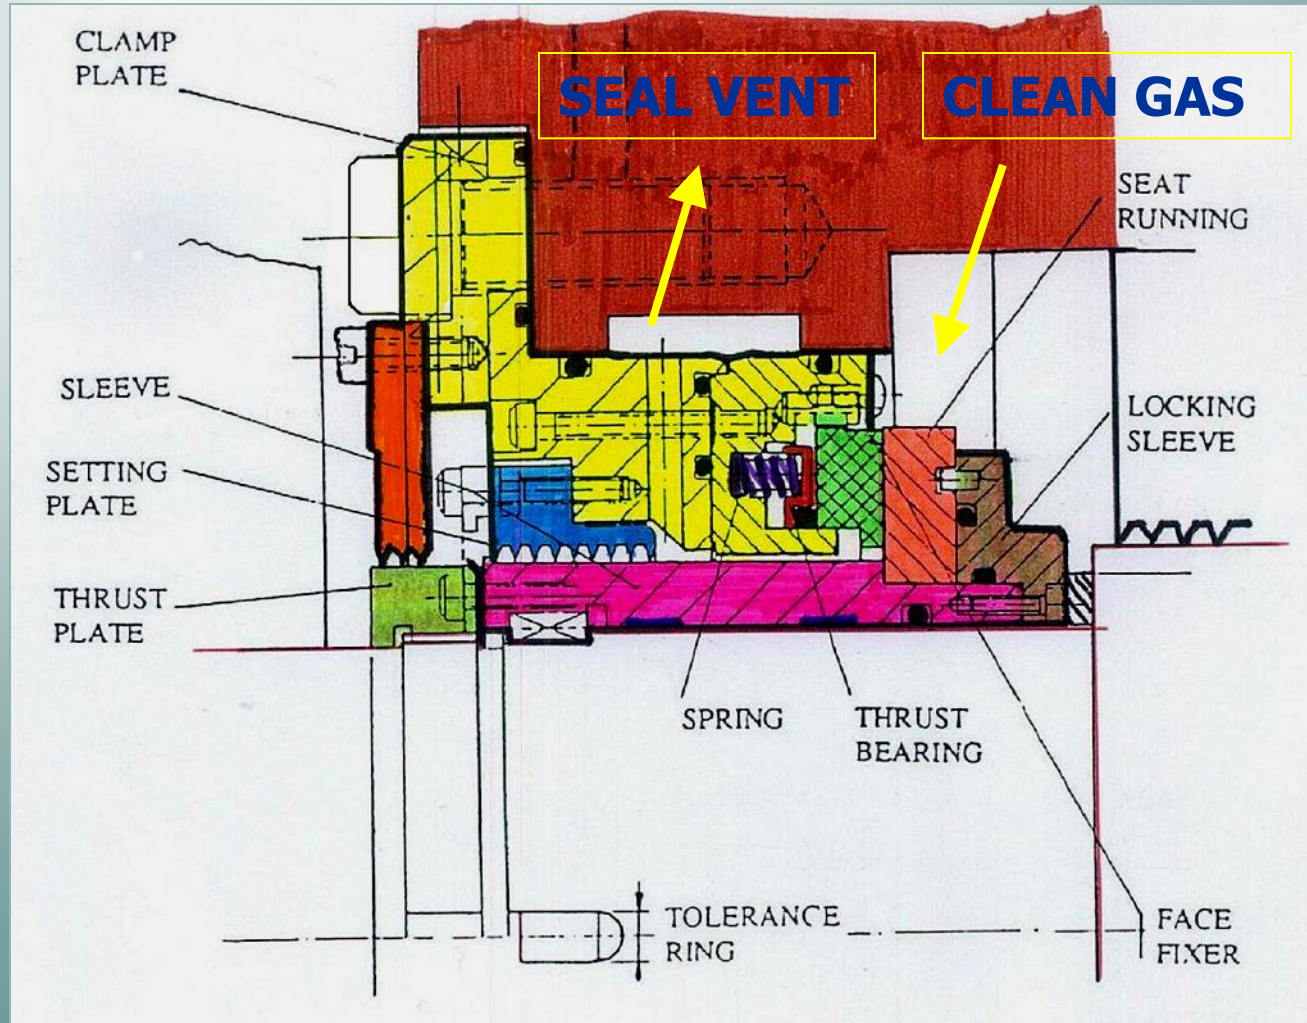 CLAMP
PLATE
SEAL VENT
CLEAN GAS
SEAT
RUNNING
SLEEVE
LOCKING
SLEEVE
SETTING
PLATE
THRUST
PLATE
SPRING
THRUST
BEARING
TOLERANCE
RING
FACE
FIXER